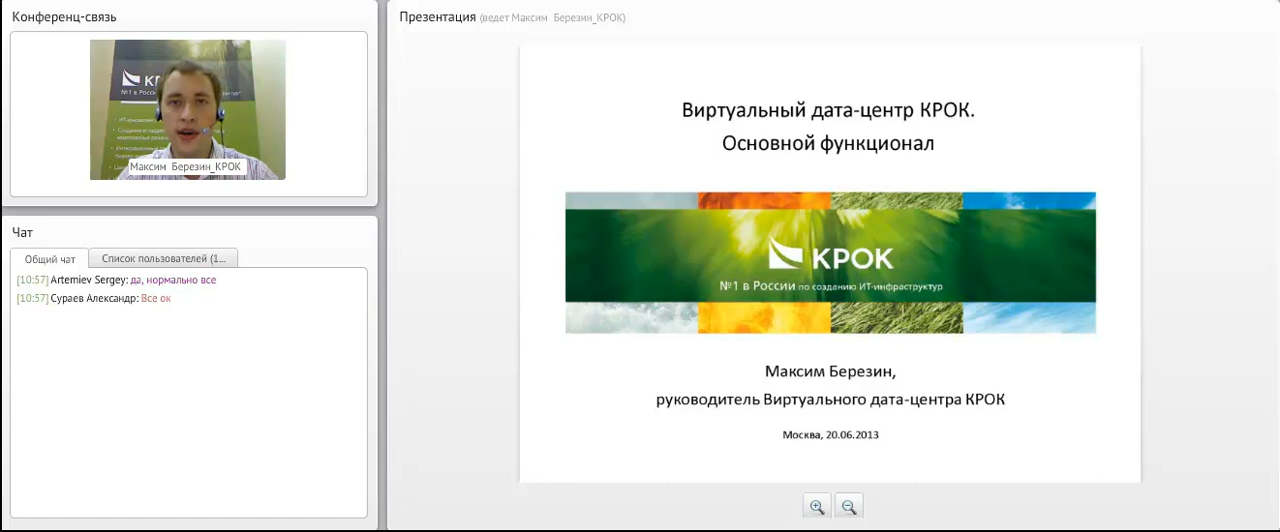 Конференц-связь
КР
№1 в России
Максим Березин_КРОК
Чат
Общий чат
Список пользователей (1...
[10:57] Artemiev Sergey: да, нормально все
[10:57] Сураев Александр: Все ок
Презентация (ведет Максим Березин_КРОК)
Виртуальный дата-центр КРОК.
Основной функционал
КРОК
№1 в России по созданию ИТ-инфраструктур
Максим Березин,
руководитель Виртуального дата-центра КРОК
Москва, 20.06.2013